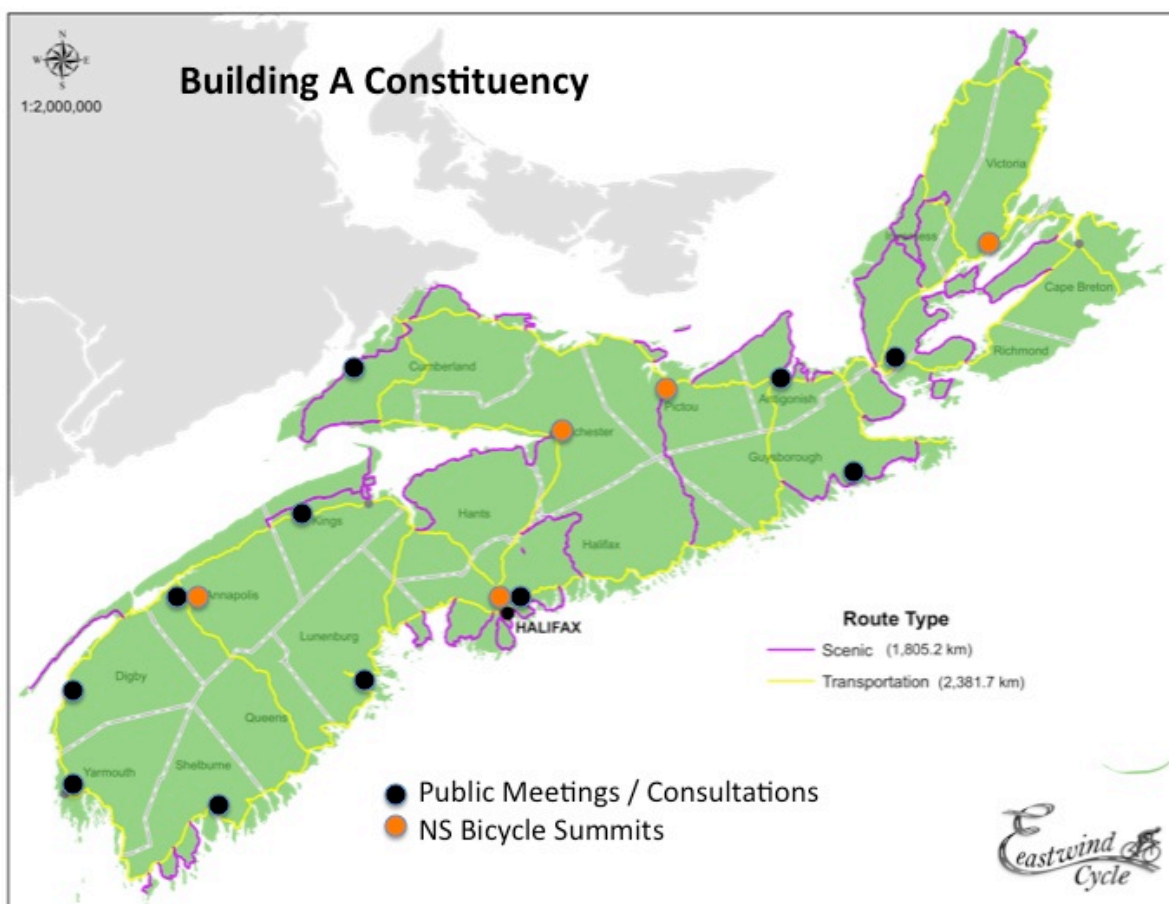 N
W E
S
1:2,000,000
Building A Constituency
Victoria
Inverness
Cape Breton
Richmond
Cumberland
Pictou
Antigonish
chester
Guysborough
Kings
Hants
Halifax
Annapolis
HALIFAX
Lunenburg
Digby
Queens
Yarmouth
Shelburne
Route Type
Scenic (1,805.2 km)
Transportation (2,381.7 km)
Public Meetings / Consultations
NS Bicycle Summits
Eastwind
Cycle